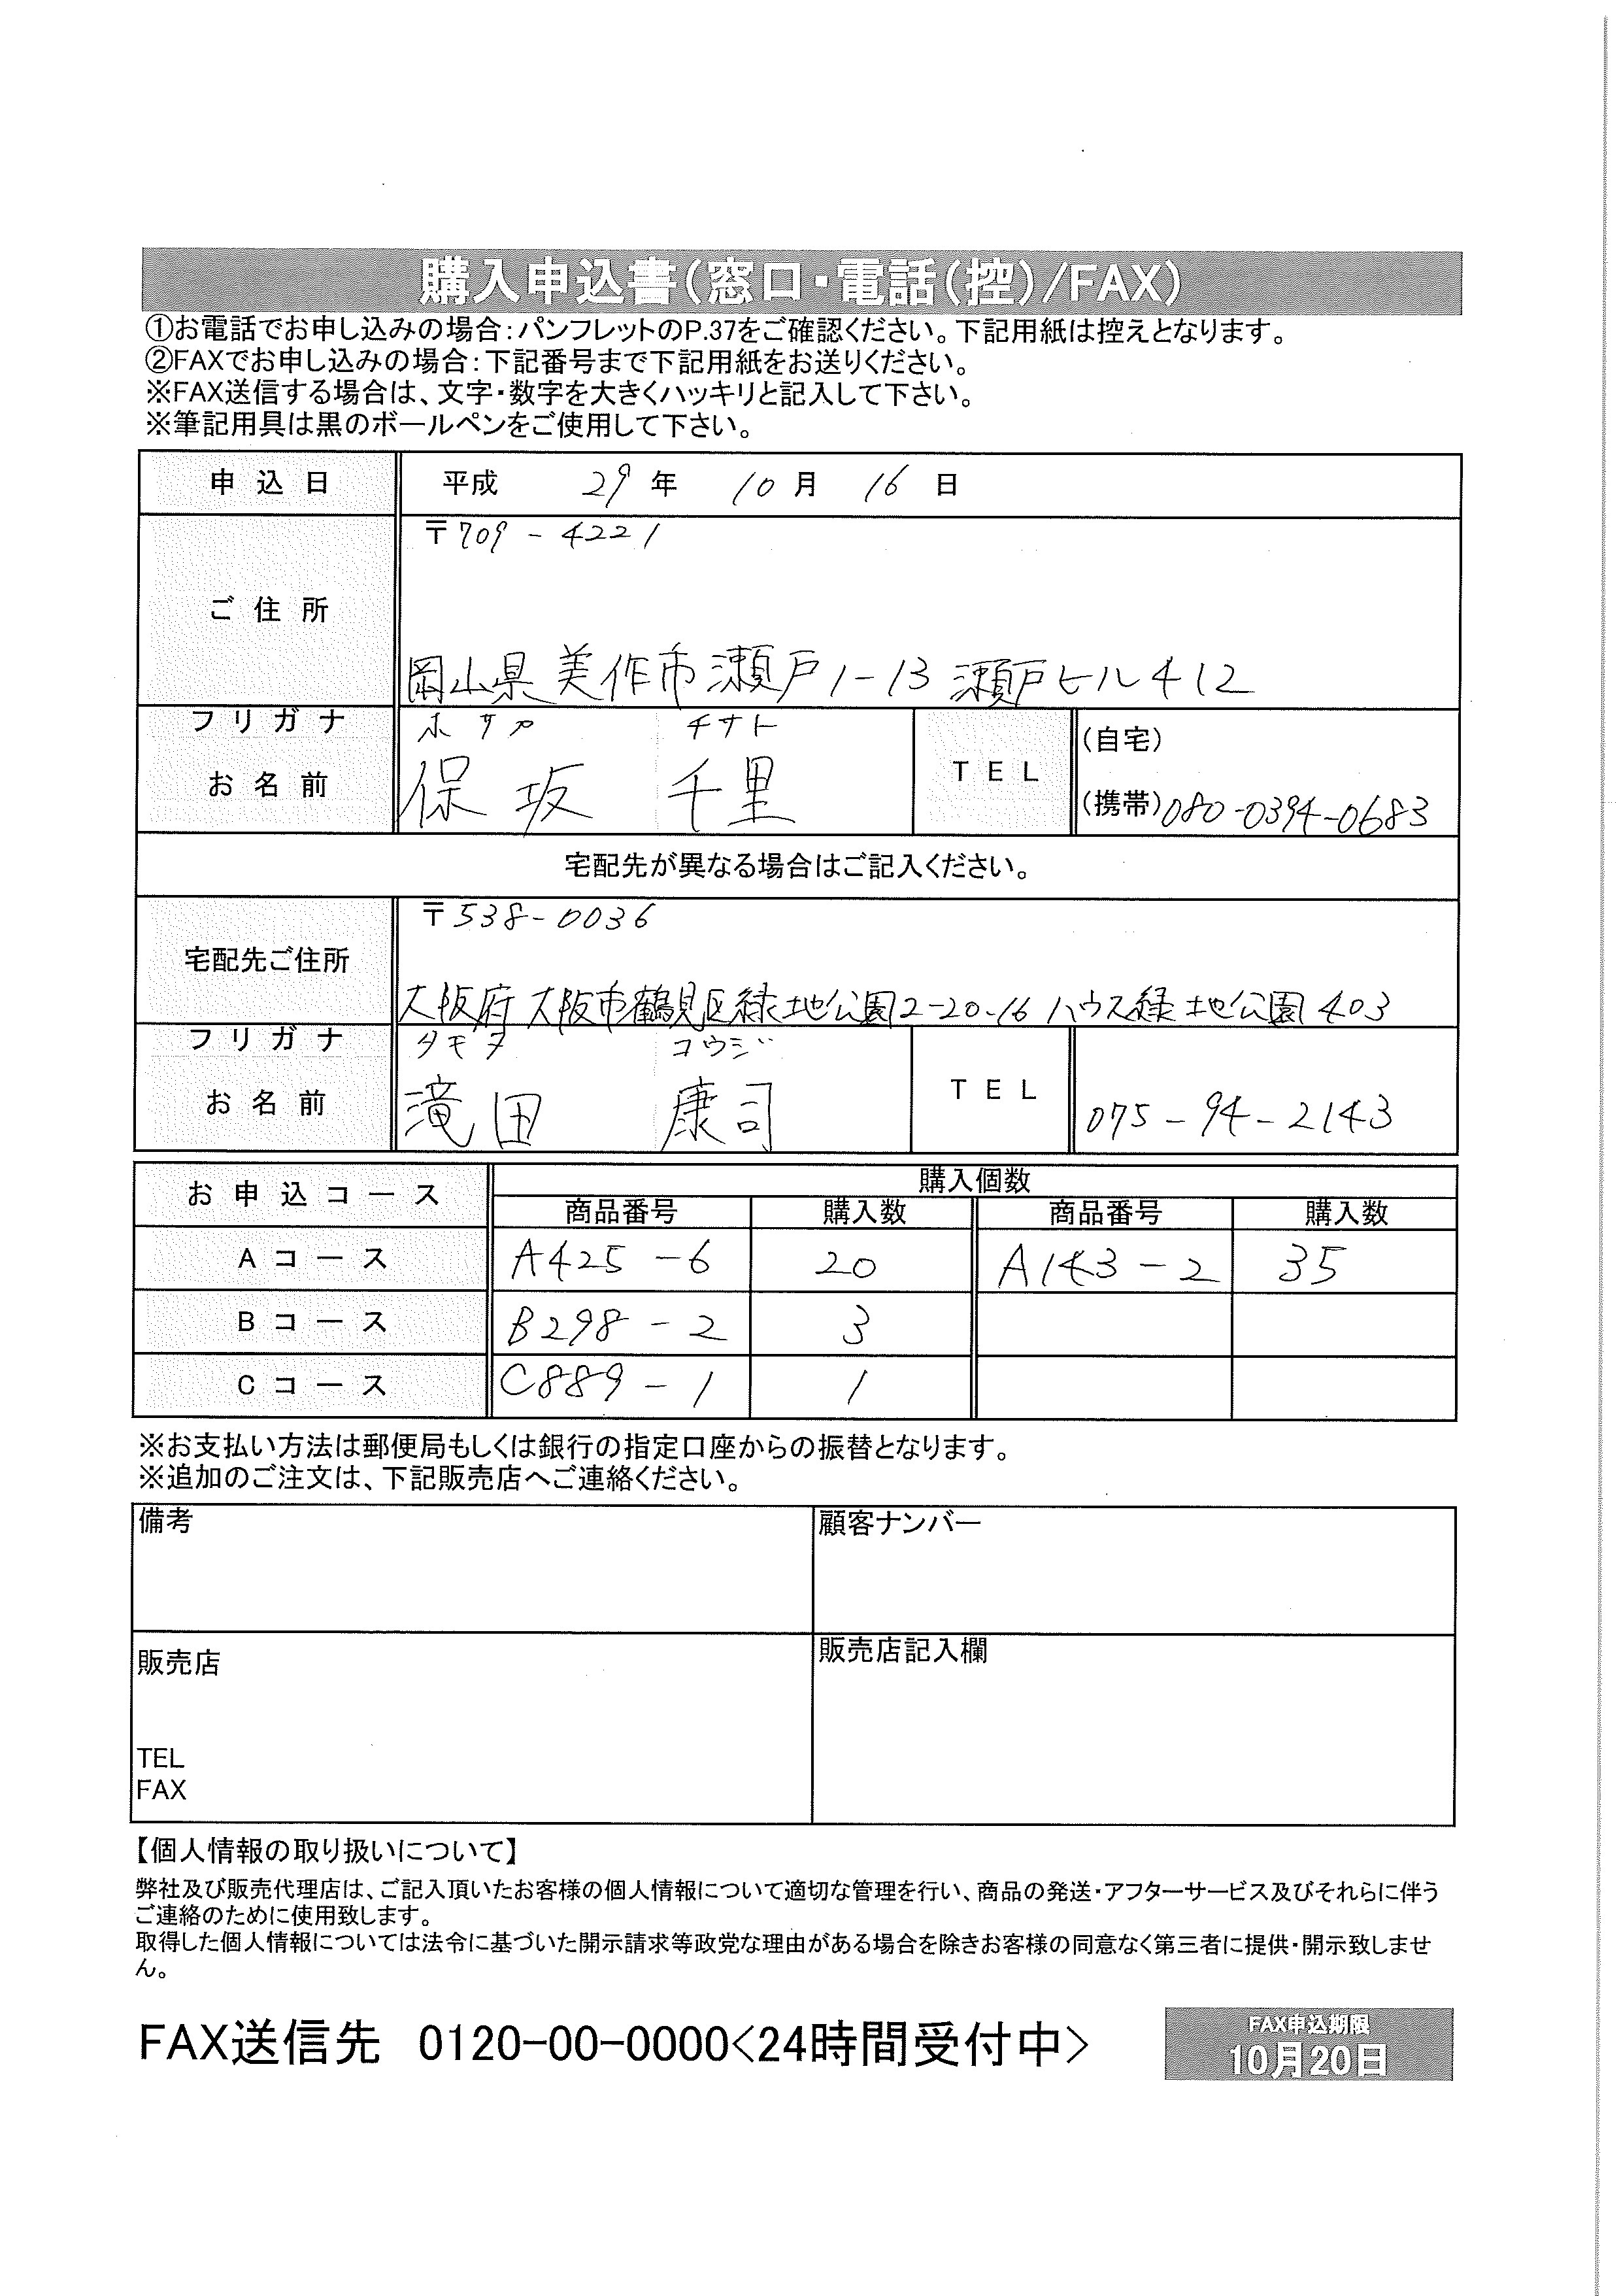 購入申込書(窓口・電話(控)/FAX)
①お電話でお申し込みの場合:パンフレットのP.37をご確認ください。下記用紙は控えとなります。
②FAXでお申し込みの場合:下記番号まで下記用紙をお送りください。
※FAX送信する場合は、文字・数字を大きくハッキリと記入して下さい。
※筆記用具は黒のボールペンをご使用して下さい。
申込日 平成 29 年 10 月 16 日
〒709-4221
ご住所
岡山県美作市瀬戸1-13 瀬戸ビル412
フリガナ ホサカ チサト
お名前 保坂 千里
TEL
(自宅)
(携帯)080-0394-0683
宅配先が異なる場合はご記入ください。
〒538-0036
宅配先ご住所
大阪府大阪市鶴見区緑地公園2-20-16 ハウス緑地公園403
フリガナ コウジ
お名前 滝田 康司
TEL 075-94-2143
お申込コース 購入個数
商品番号 購入数 商品番号 購入数
Aコース A425-6 20 A143-2 35
Bコース B298-2 3
Cコース C889-1 1
※お支払い方法は郵便局もしくは銀行の指定口座からの振替となります。
※追加のご注文は、下記販売店へご連絡ください。
備考 顧客ナンバー
販売店 販売店記入欄
TEL
FAX
【個人情報の取り扱いについて】
弊社及び販売代理店は、ご記入頂いたお客様の個人情報について適切な管理を行い、商品の発送・アフターサービス及びそれらに伴う
ご連絡のために使用致します。
取得した個人情報については法令に基づいた開示請求等政党な理由がある場合を除きお客様の同意なく第三者に提供・開示致しませ
ん。
FAX送信先 0120-00-0000<24時間受付中>
FAX申込期限
10月20日